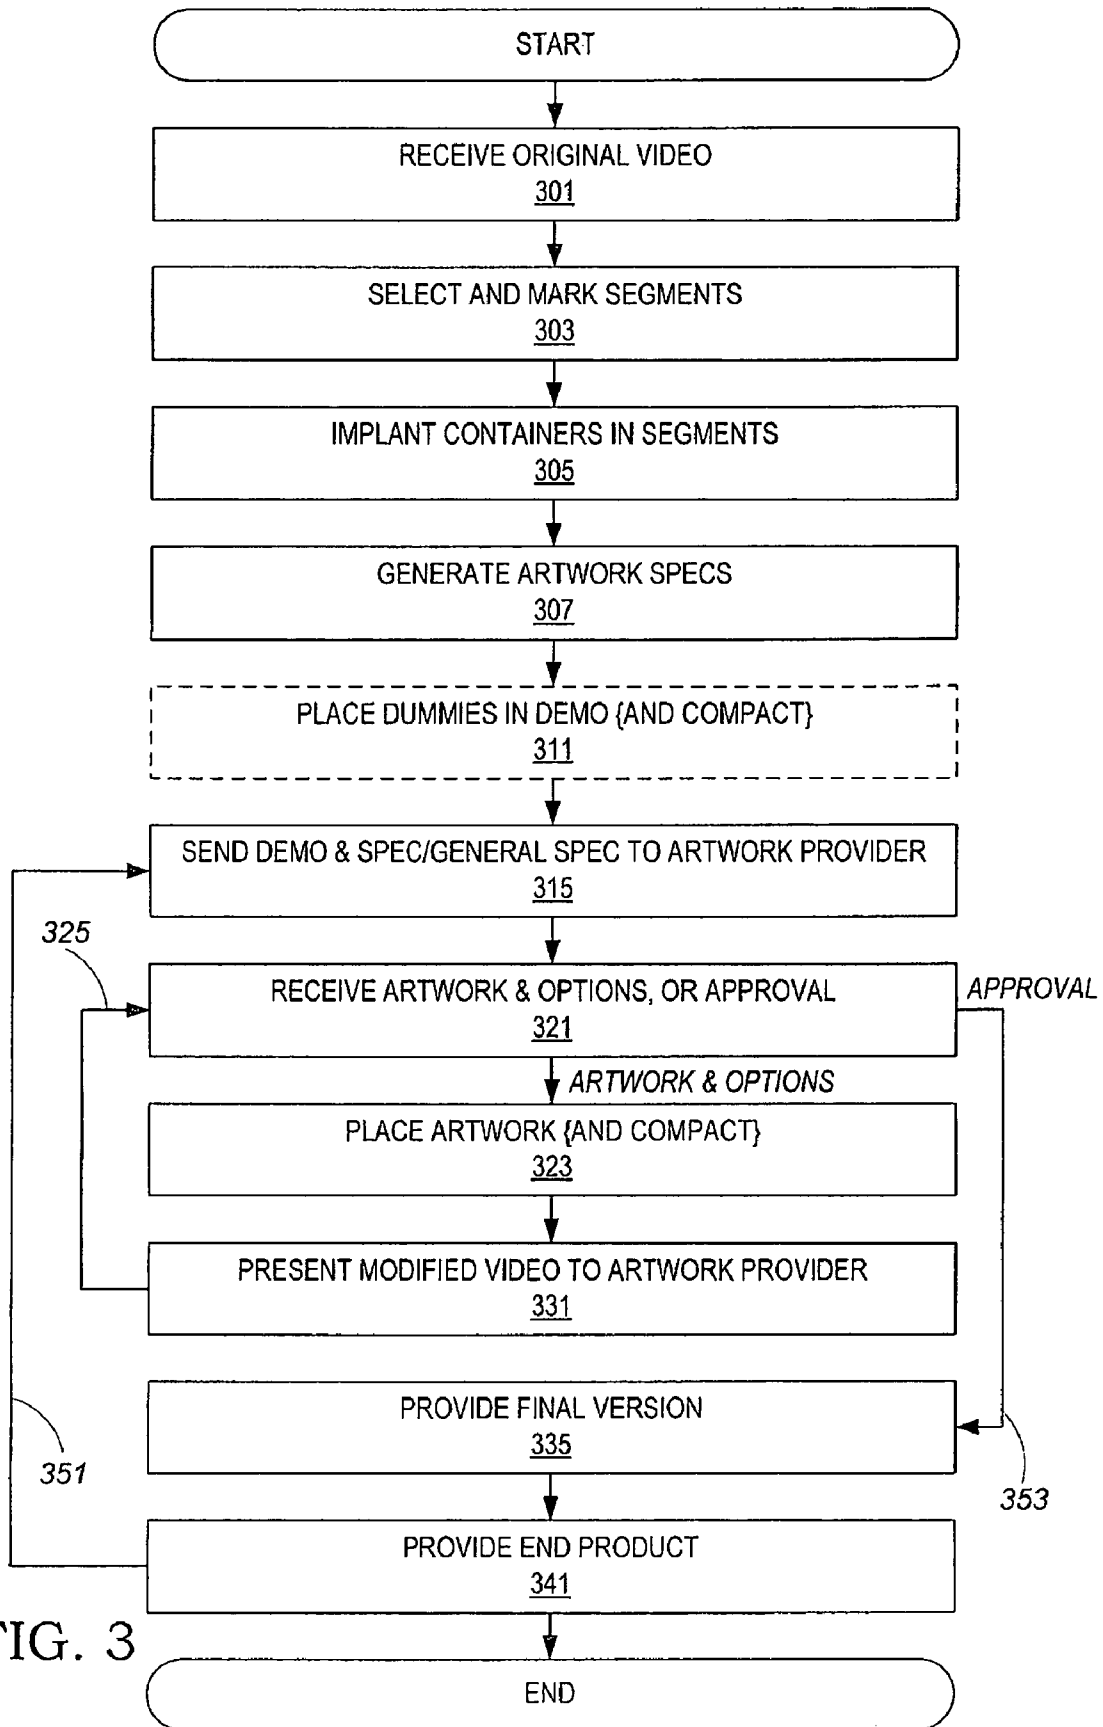 START
RECEIVE ORIGINAL VIDEO
301
SELECT AND MARK SEGMENTS
303
IMPLANT CONTAINERS IN SEGMENTS
305
GENERATE ARTWORK SPECS
307
PLACE DUMMIES IN DEMO {AND COMPACT}
311
SEND DEMO & SPEC/GENERAL SPEC TO ARTWORK PROVIDER
315
325
RECEIVE ARTWORK & OPTIONS, OR APPROVAL
321
APPROVAL
ARTWORK & OPTIONS
PLACE ARTWORK {AND COMPACT}
323
PRESENT MODIFIED VIDEO TO ARTWORK PROVIDER
331
PROVIDE FINAL VERSION
335
351
353
PROVIDE END PRODUCT
341
FIG. 3
END